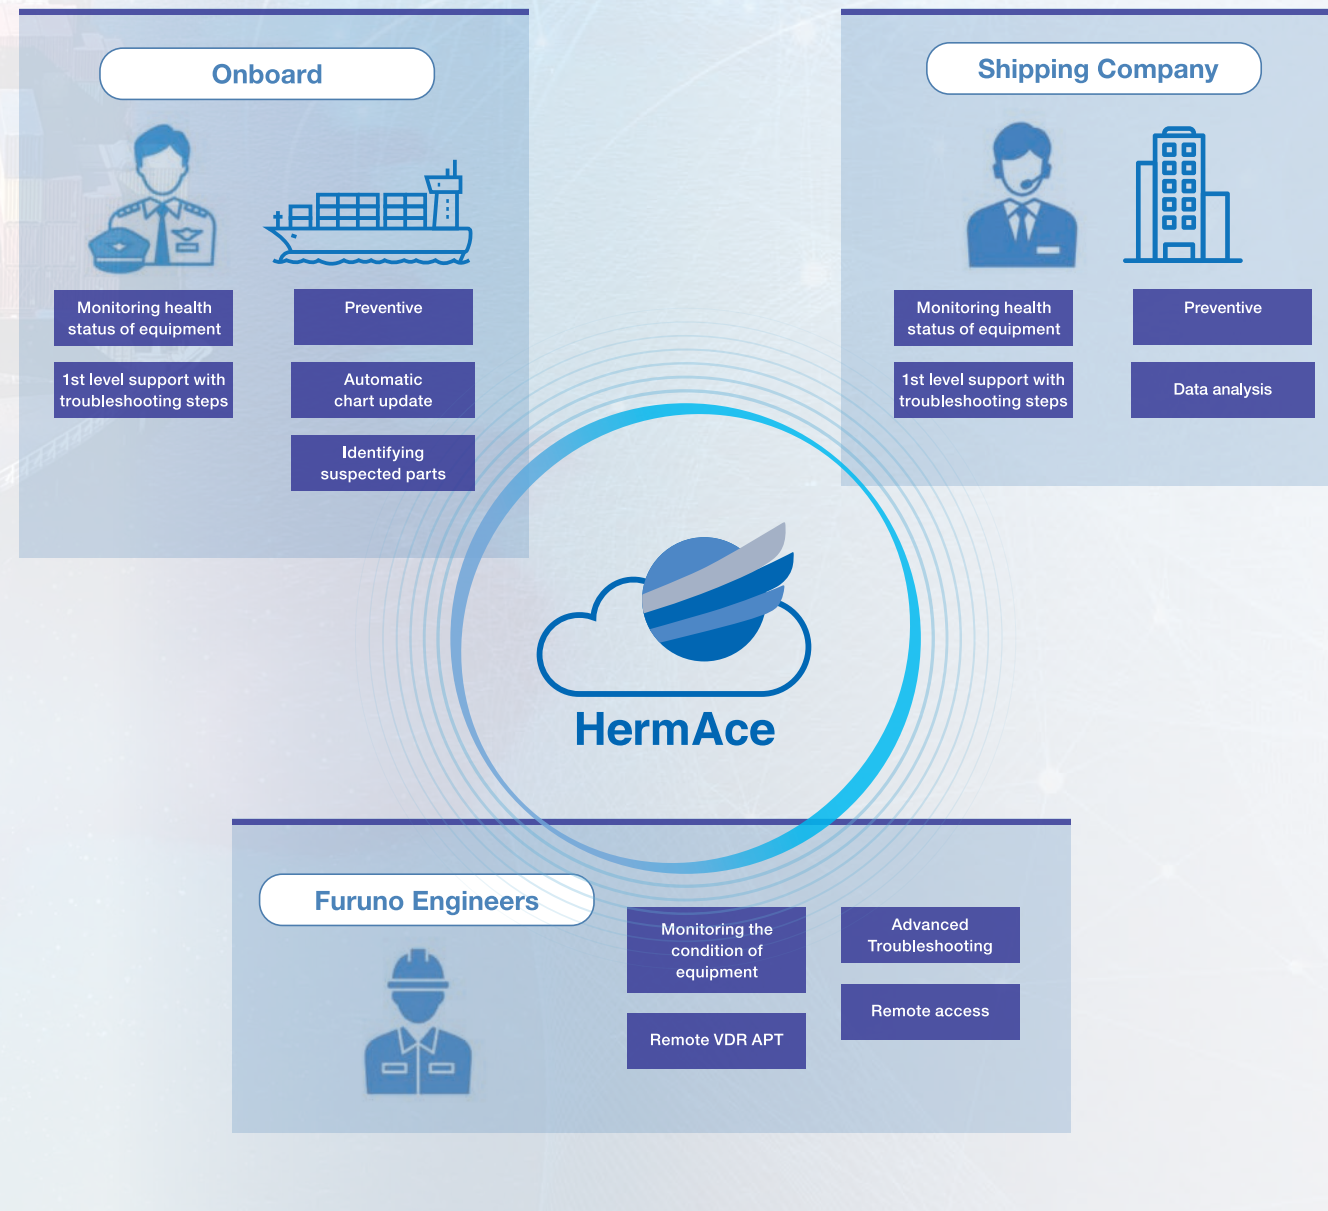 Onboard
Monitoring health
status of equipment
1st level support with
troubleshooting steps
Preventive
Automatic
chart update
Identifying
suspected parts
Shipping Company
Monitoring health
status of equipment
1st level support with
troubleshooting steps
Preventive
Data analysis
HermAce
Furuno Engineers
Monitoring the
condition of
equipment
Remote VDR APT
Advanced
Troubleshooting
Remote access